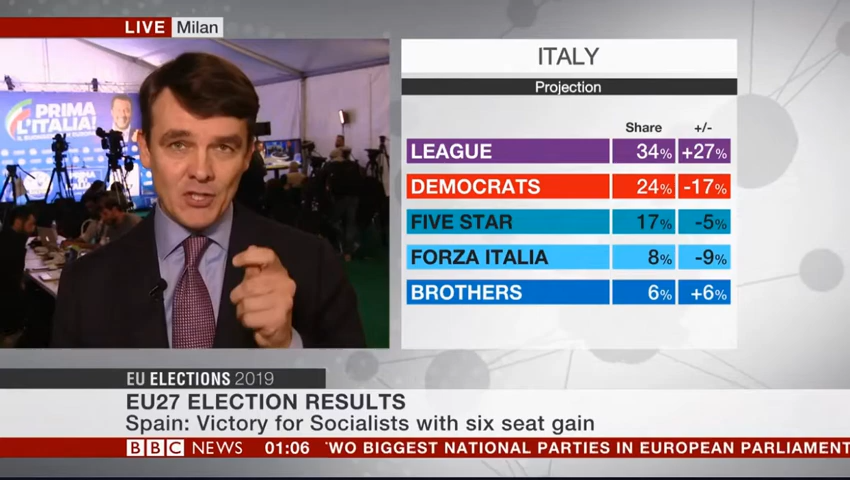 LIVE Milan
PRIMA
L'ITALIA!
ITALY
Projection
Share +/-
LEAGUE 34% +27%
DEMOCRATS 24% -17%
FIVE STAR 17% -5%
FORZA ITALIA 8% -9%
BROTHERS 6% +6%
EU ELECTIONS 2019
EU27 ELECTION RESULTS
Spain: Victory for Socialists with six seat gain
BBC NEWS 01:06 'WO BIGGEST NATIONAL PARTIES IN EUROPEAN PARLIAMENT